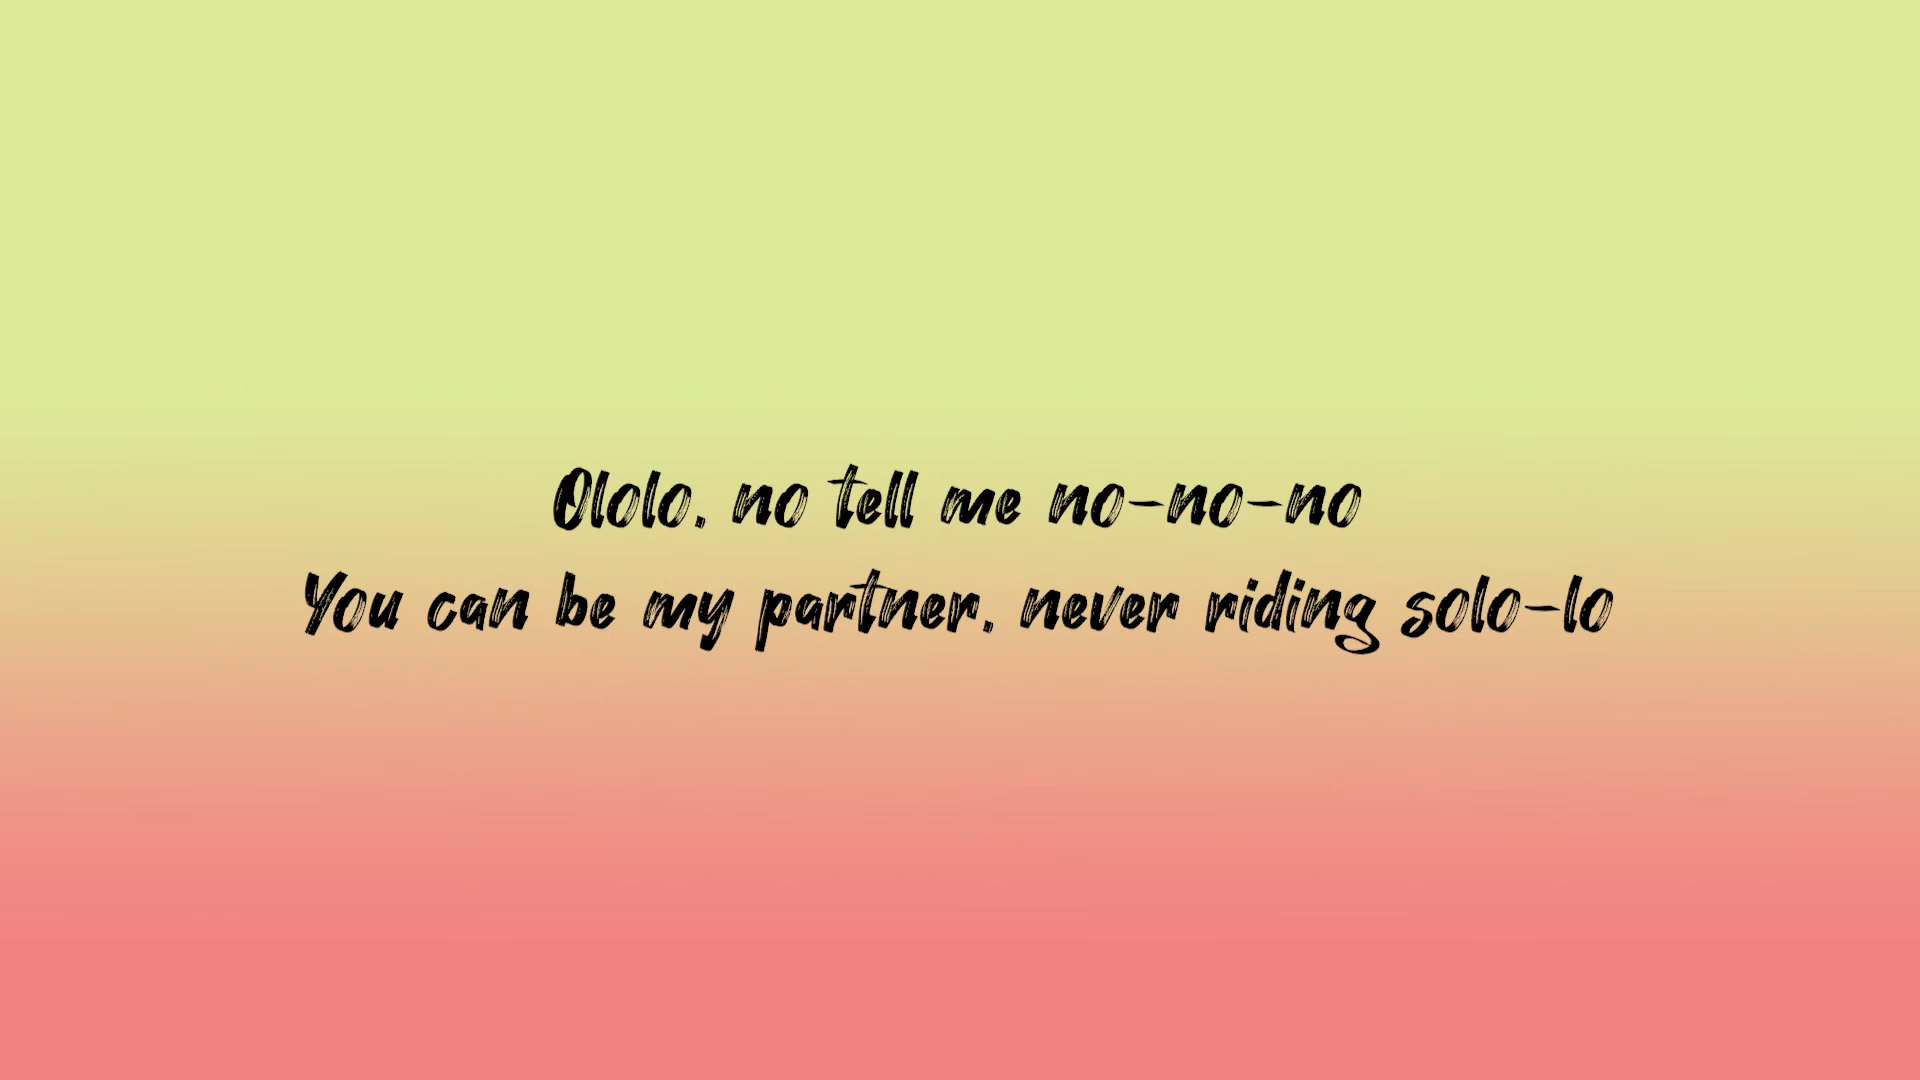 Ololo, no tell me no-no-no
You can be my partner, never riding solo-lo